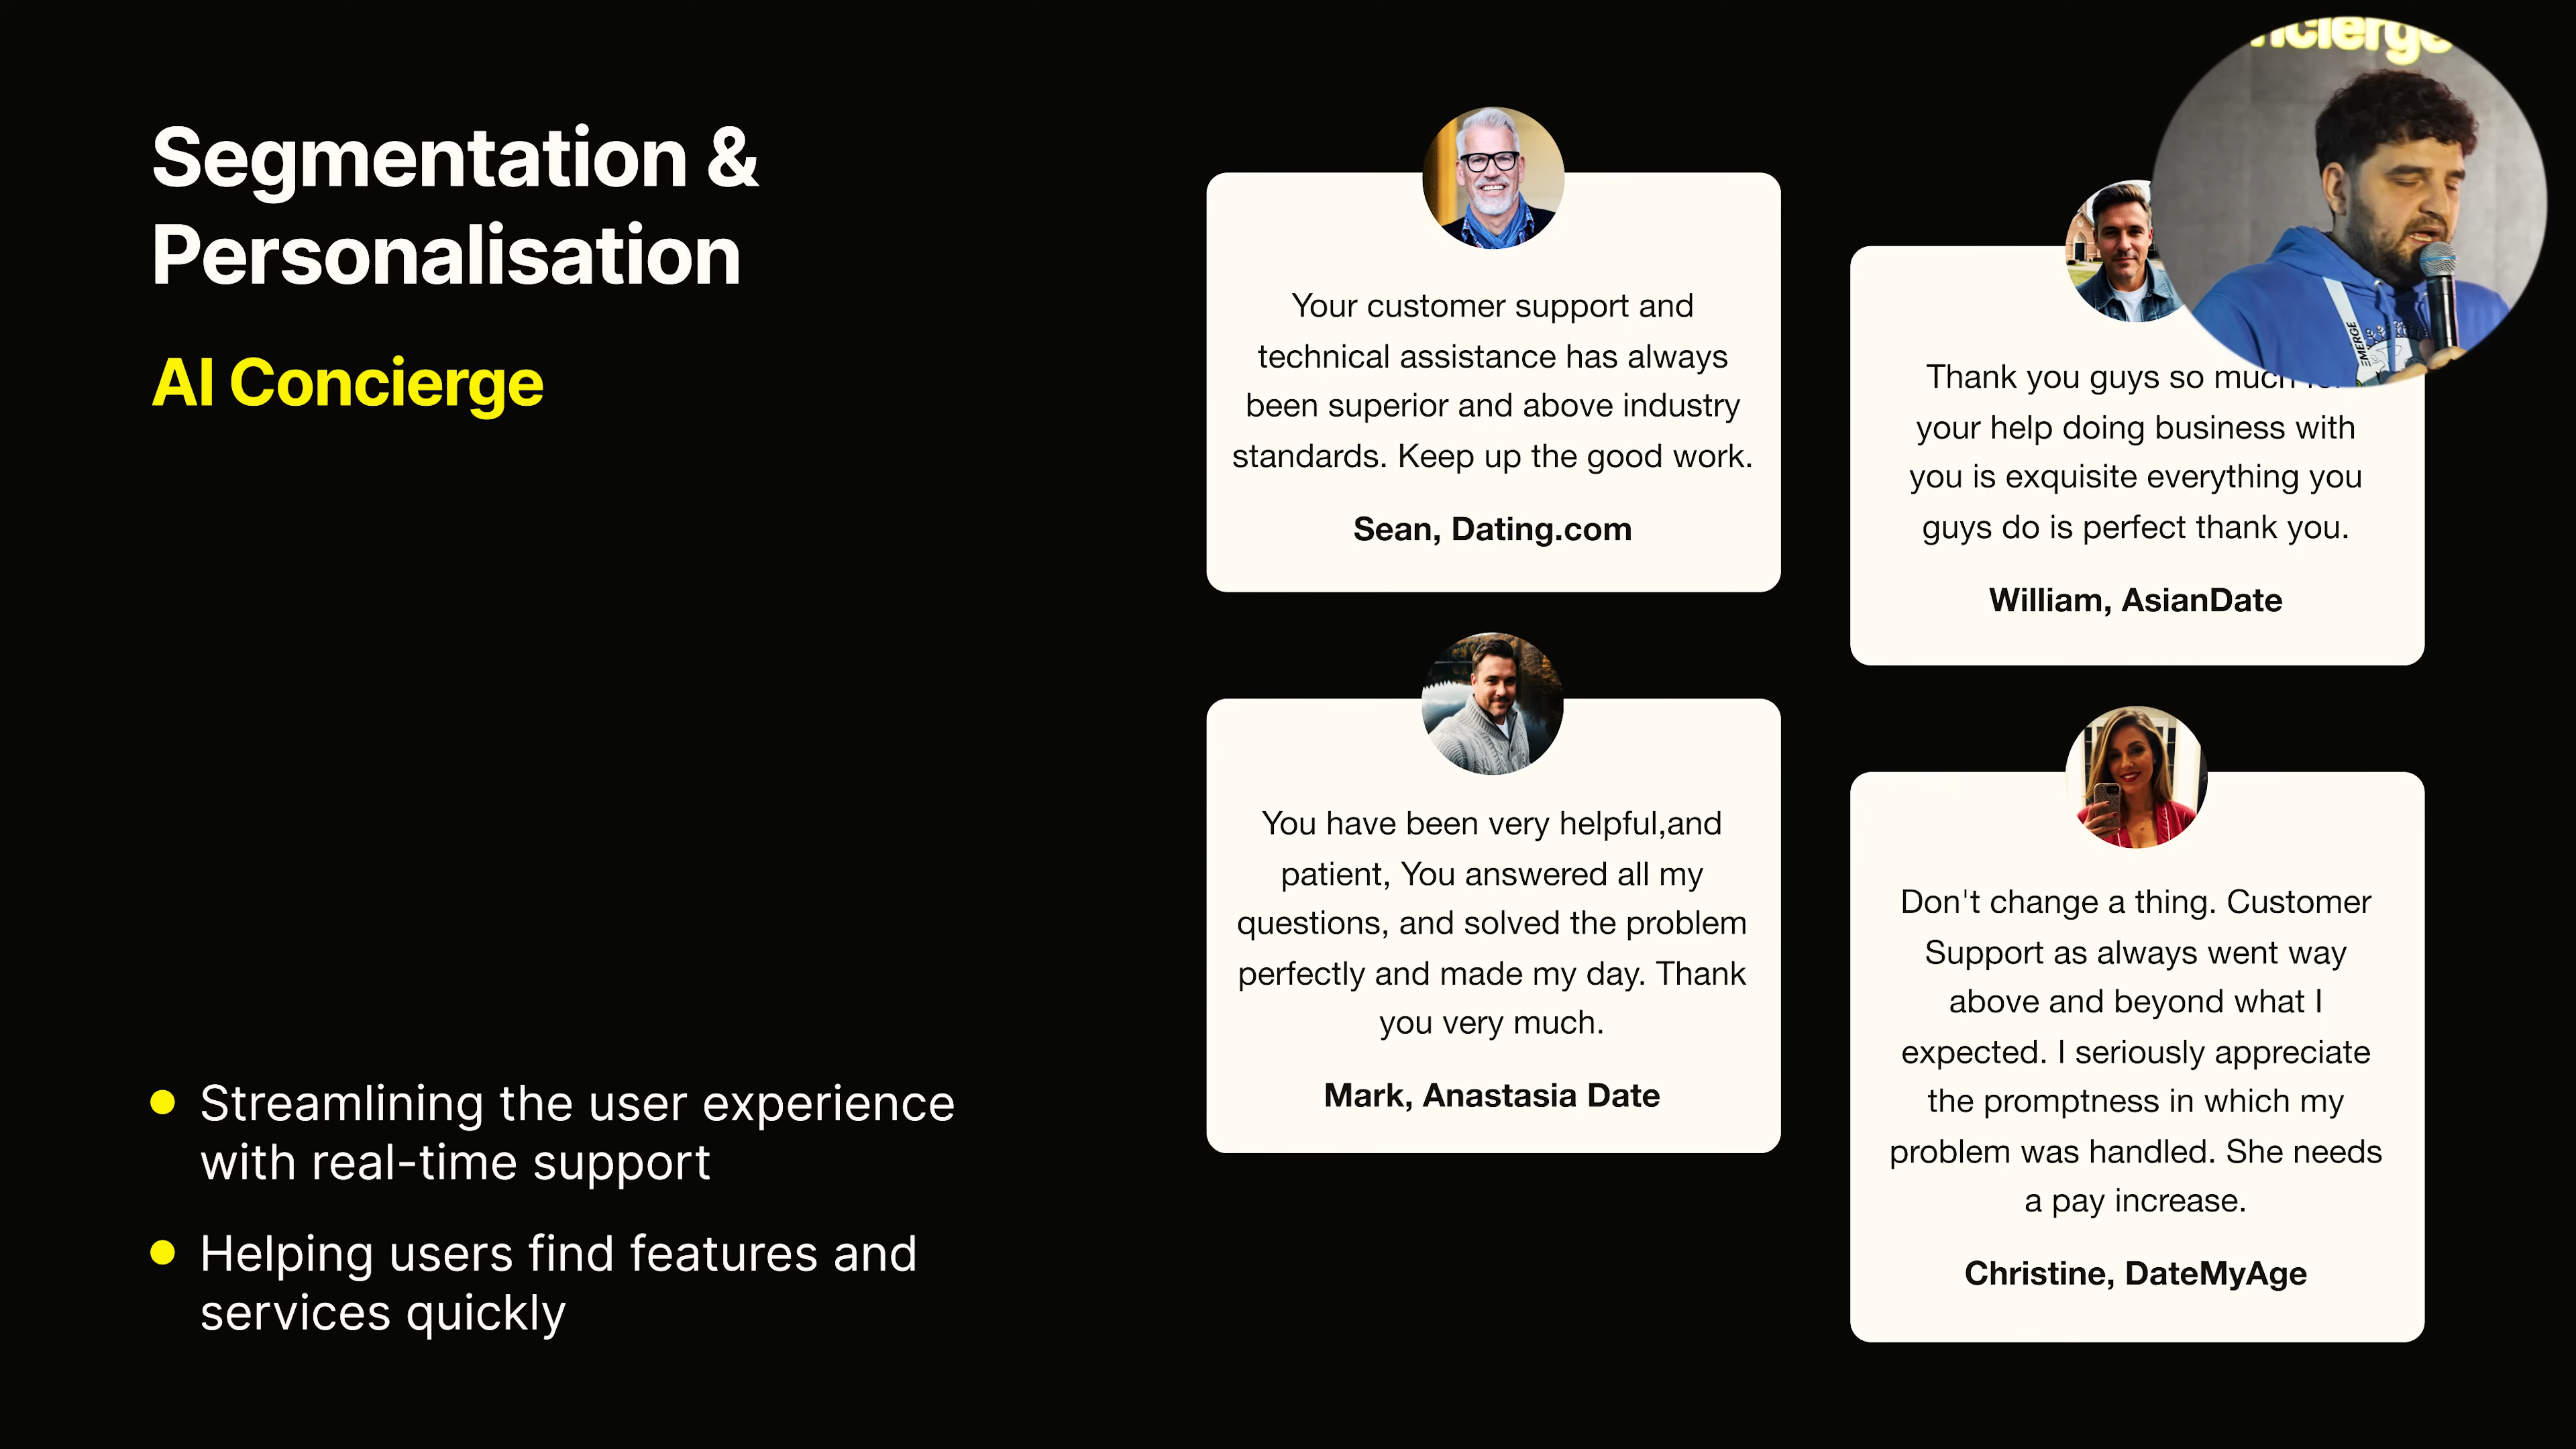 Segmentation &
Personalisation
AI Concierge
Streamlining the user experience
with real-time support
Helping users find features and
services quickly
Your customer support and
technical assistance has always
been superior and above industry
standards. Keep up the good work.
Sean, Dating.com
Thank you guys so much
your help doing business with
you is exquisite everything you
guys do is perfect thank you.
William, AsianDate
You have been very helpful,and
patient, You answered all my
questions, and solved the problem
perfectly and made my day. Thank
you very much.
Mark, Anastasia Date
Don't change a thing. Customer
Support as always went way
above and beyond what I
expected. I seriously appreciate
the promptness in which my
problem was handled. She needs
a pay increase.
Christine, DateMyAge
ncierge
EMERGE